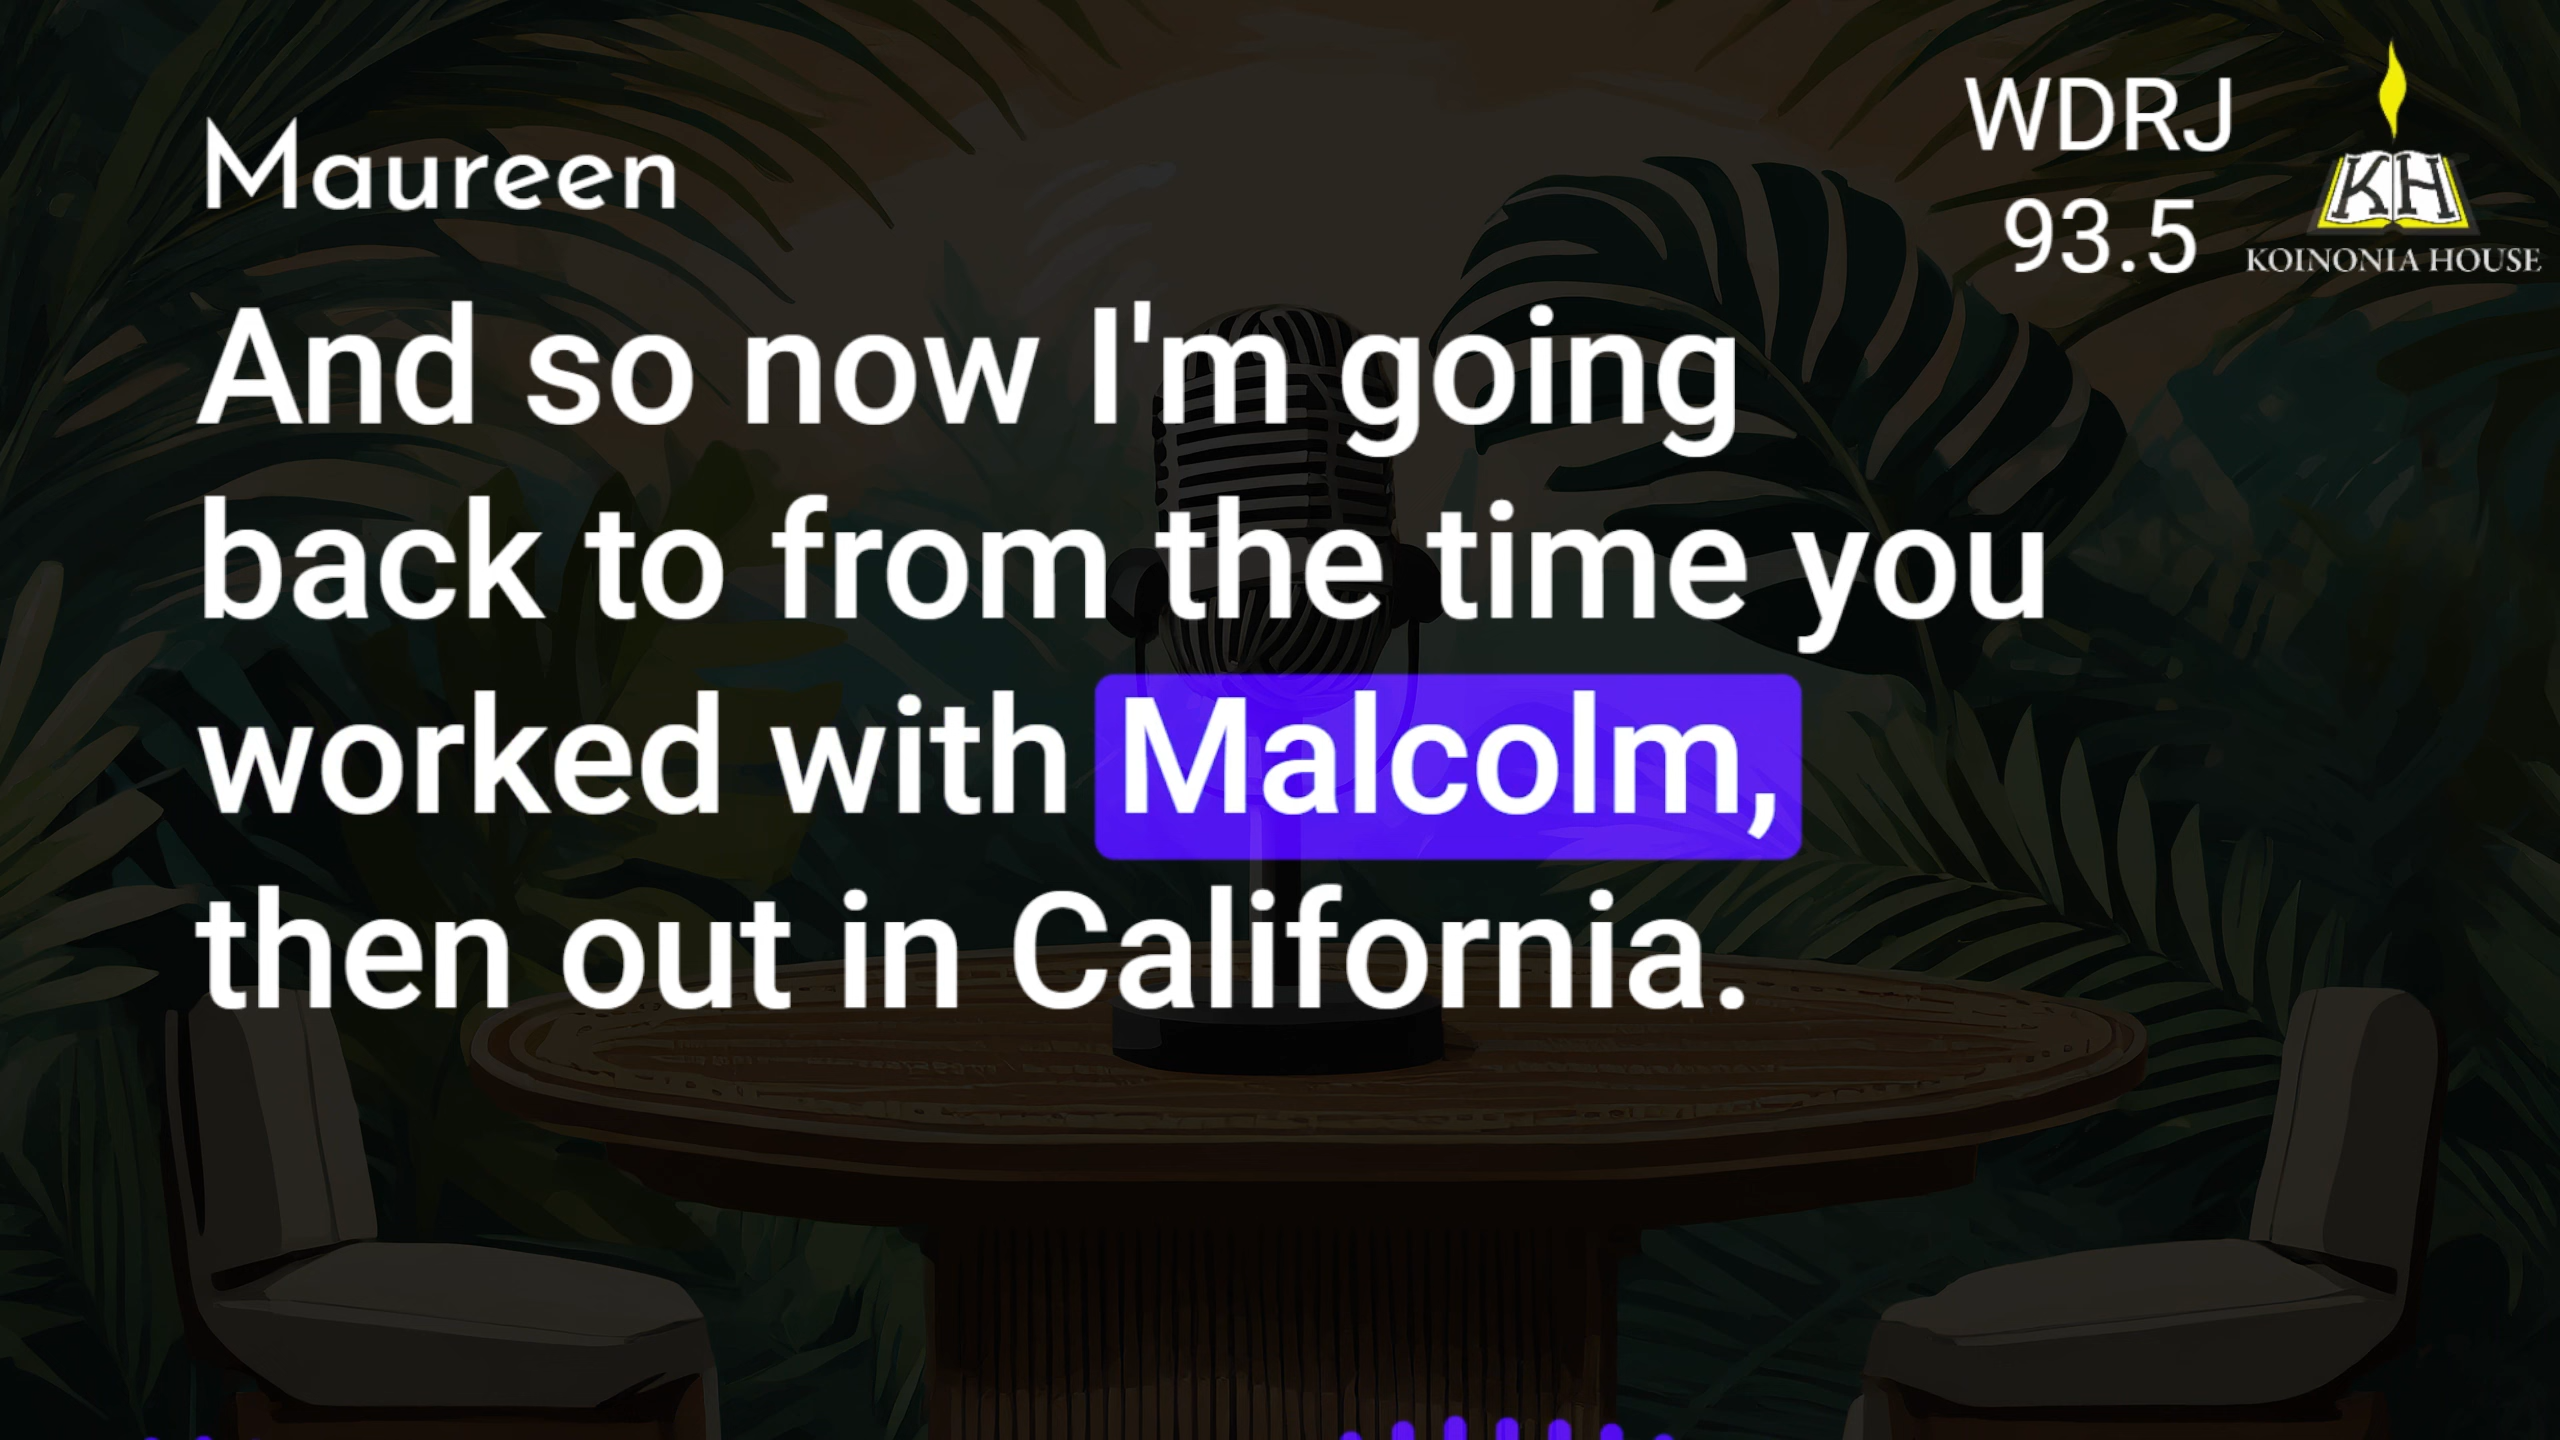 Maureen
WDRJ
93.5
KH
KOINONIA HOUSE
And so now I'm going
back to from the time you
worked with Malcolm,
then out in California.